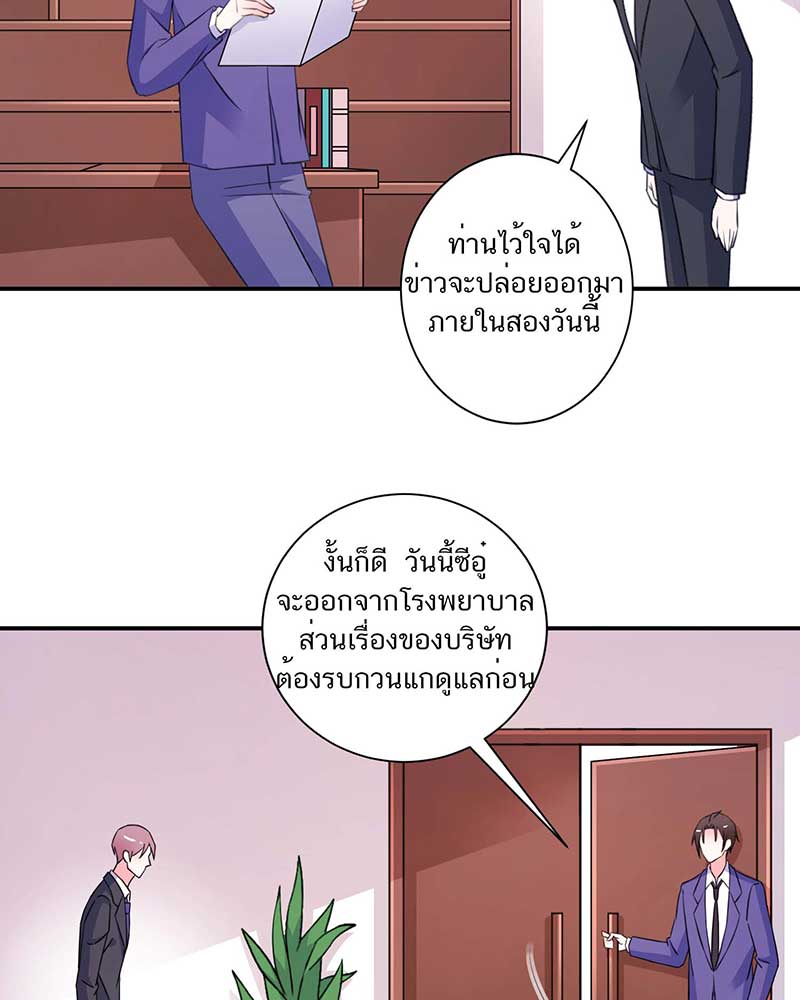 ท่านไว้ใจได้
ข่าวจะปล่อยออกมา
ภายในสองวันนี้
งั้นก็ดี วันนี้ซีอู๋
จะออกจากโรงพยาบาล
ส่วนเรื่องของบริษัท
ต้องรบกวนแกดูแลก่อน